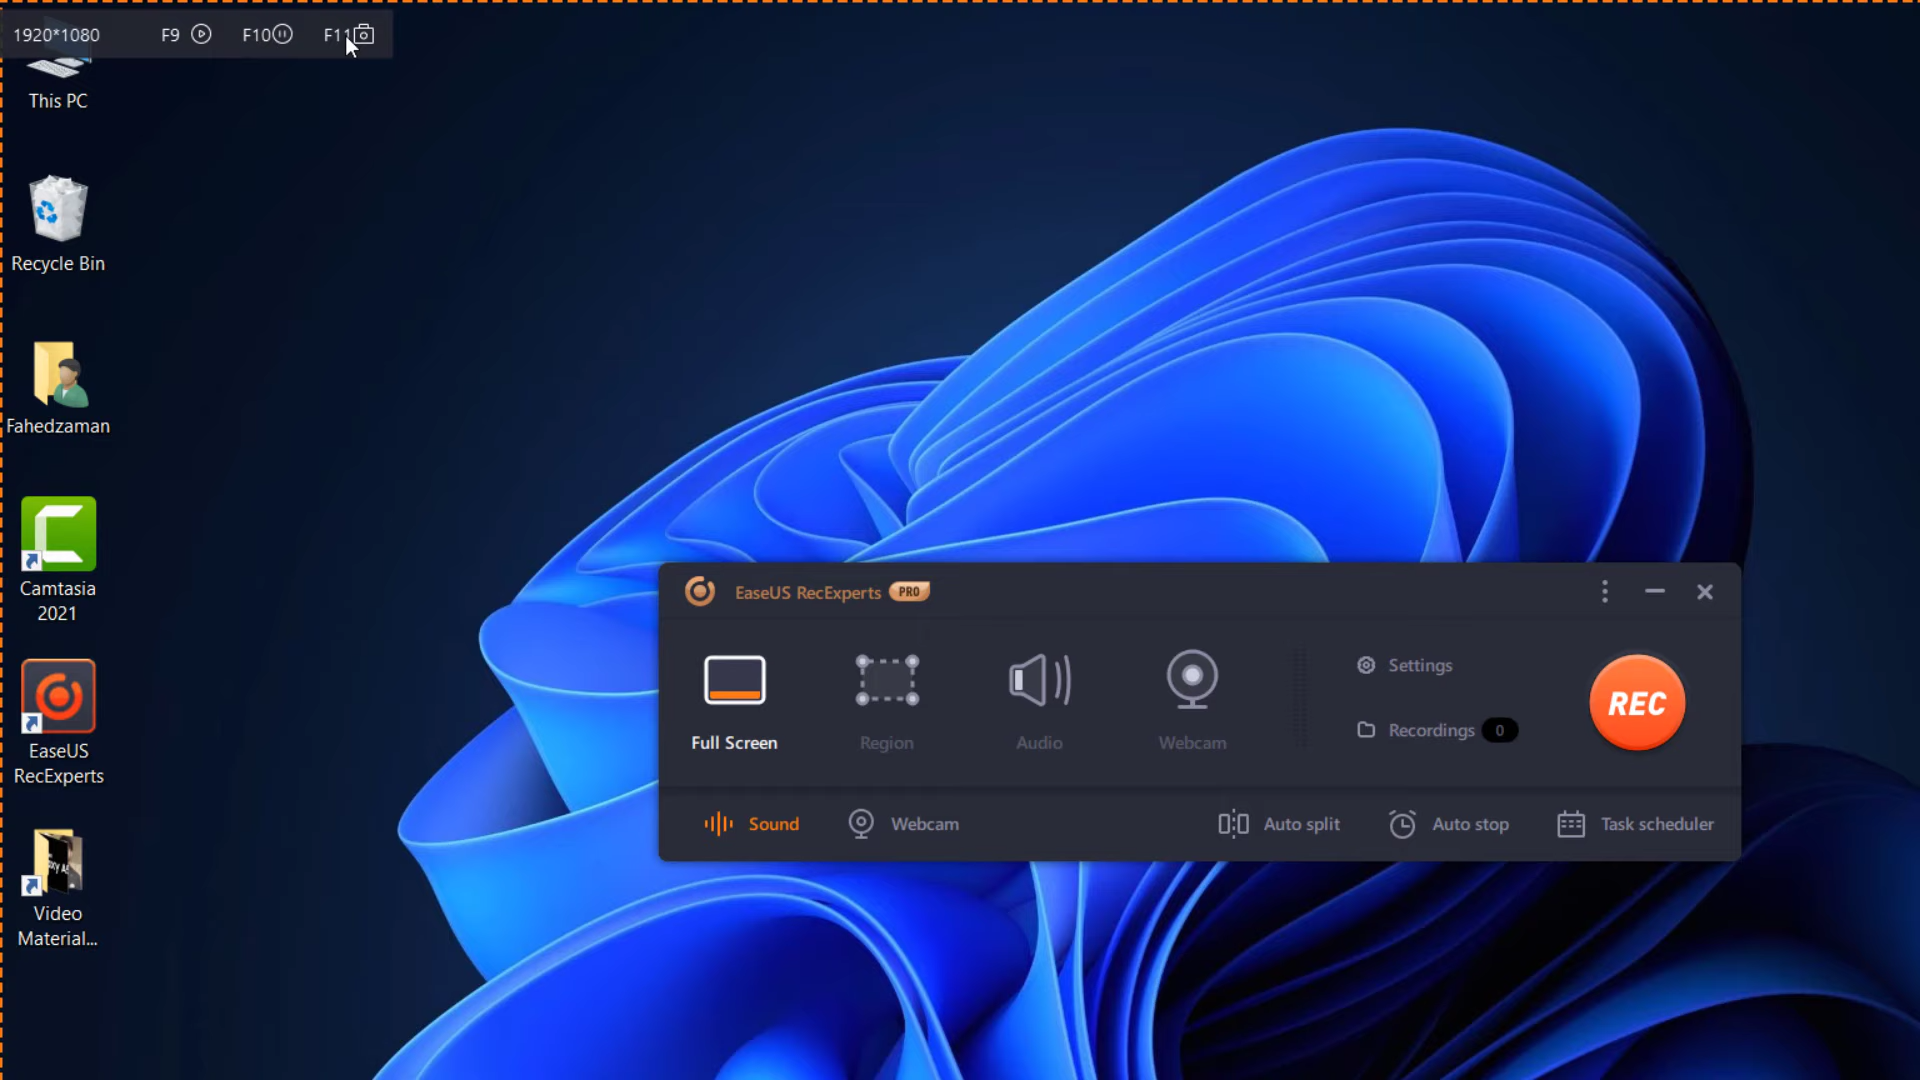 1920*1080 F9 F10 F11
This PC
Recycle Bin
Fahedzaman
Camtasia
2021
EaseUS
RecExperts
Video
Material...
EaseUS RecExperts PRO
Full Screen
Region
Audio
Webcam
Settings
Recordings 0
REC
Sound
Webcam
Auto split
Auto stop
Task scheduler